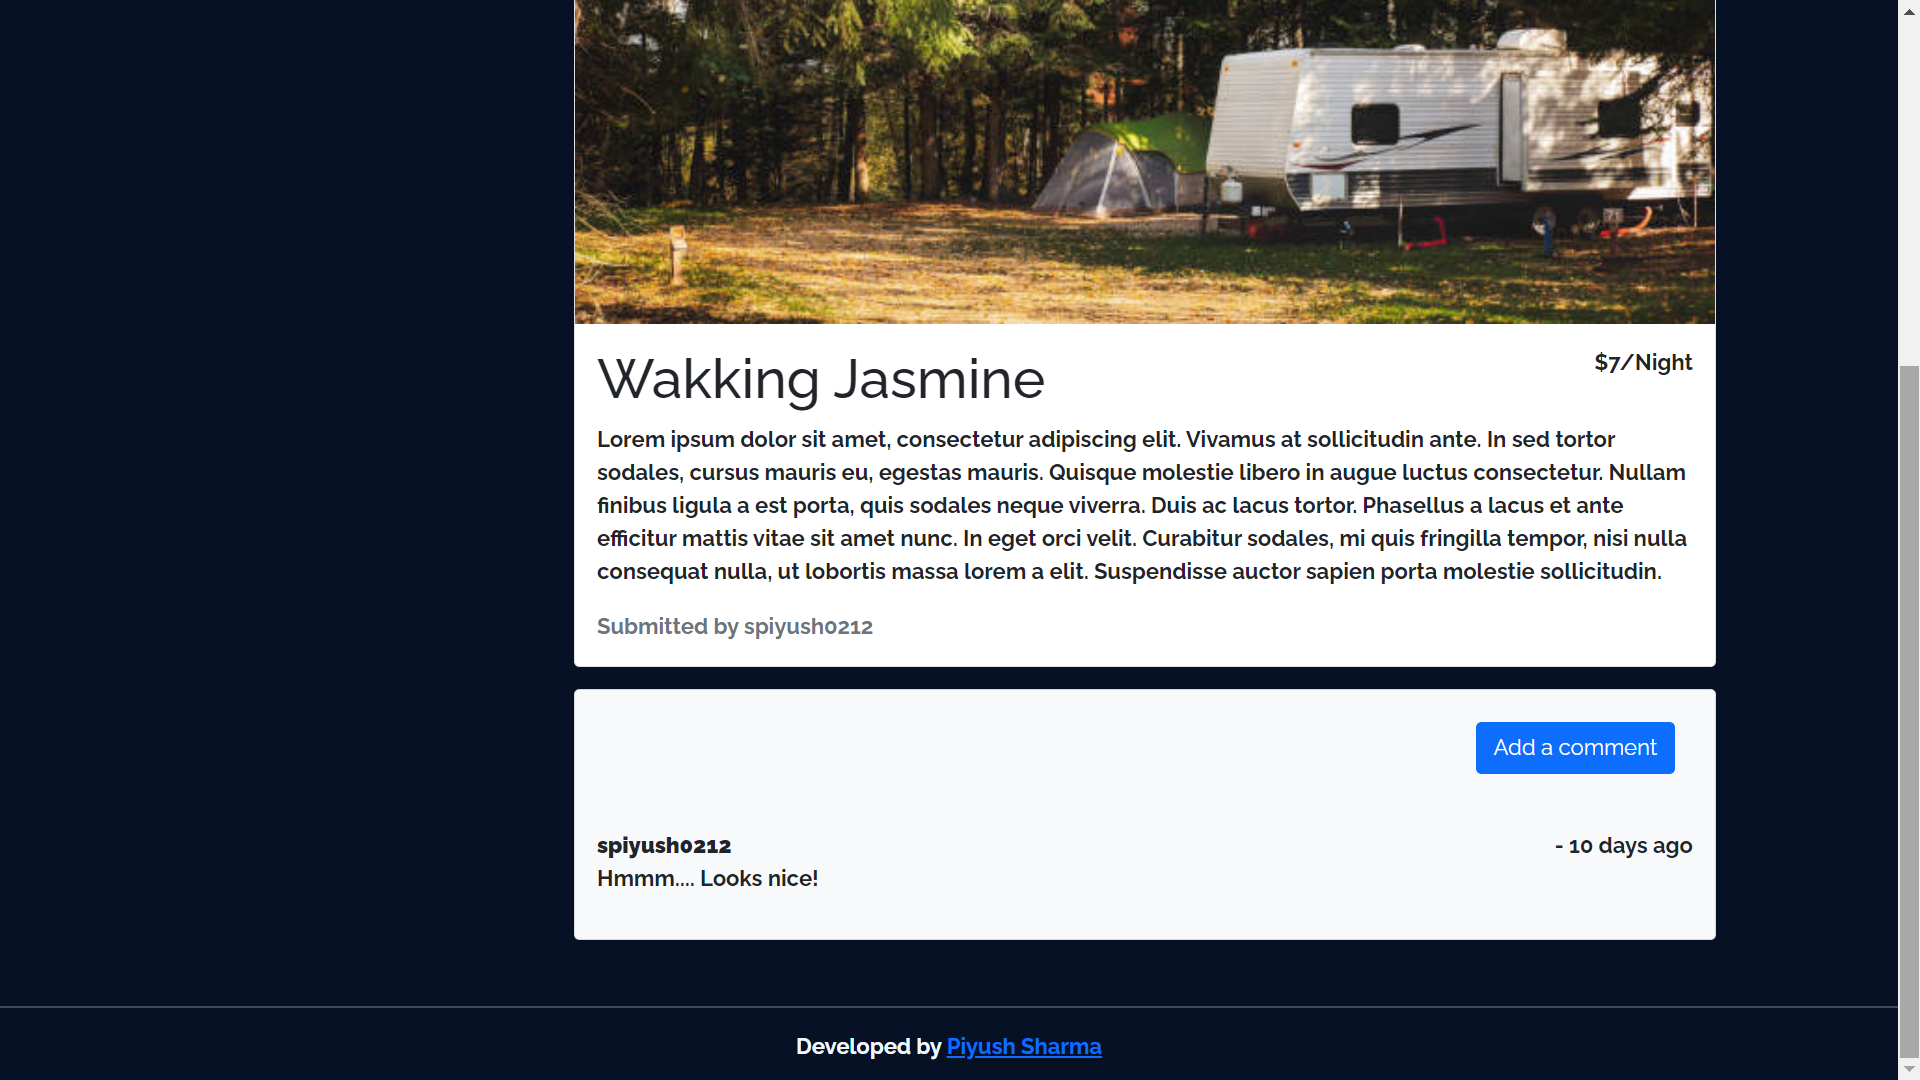 Wakking Jasmine
$7/Night
Lorem ipsum dolor sit amet, consectetur adipiscing elit. Vivamus at sollicitudin ante. In sed tortor
sodales, cursus mauris eu, egestas mauris. Quisque molestie libero in augue luctus consectetur. Nullam
finibus ligula a est porta, quis sodales neque viverra. Duis ac lacus tortor. Phasellus a lacus et ante
efficitur mattis vitae sit amet nunc. In eget orci velit. Curabitur sodales, mi quis fringilla tempor, nisi nulla
consequat nulla, ut lobortis massa lorem a elit. Suspendisse auctor sapien porta molestie sollicitudin.
Submitted by spiyush0212
Add a comment
spiyush0212
- 10 days ago
Hmmm.... Looks nice!
Developed by Piyush Sharma